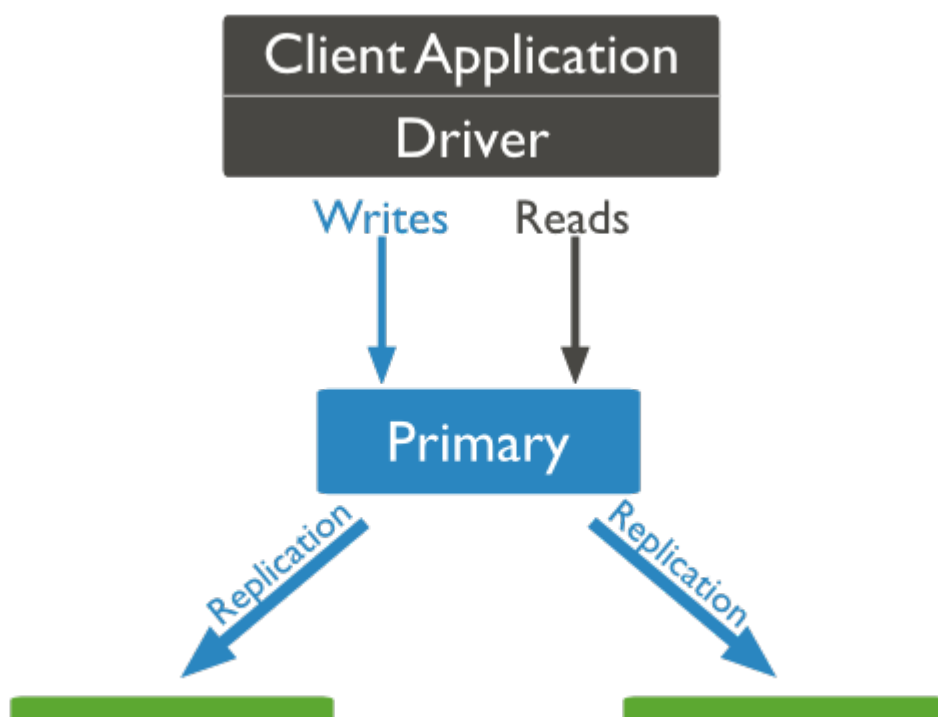 Client Application
Driver
Writes
Reads
Primary
Replication
Replication